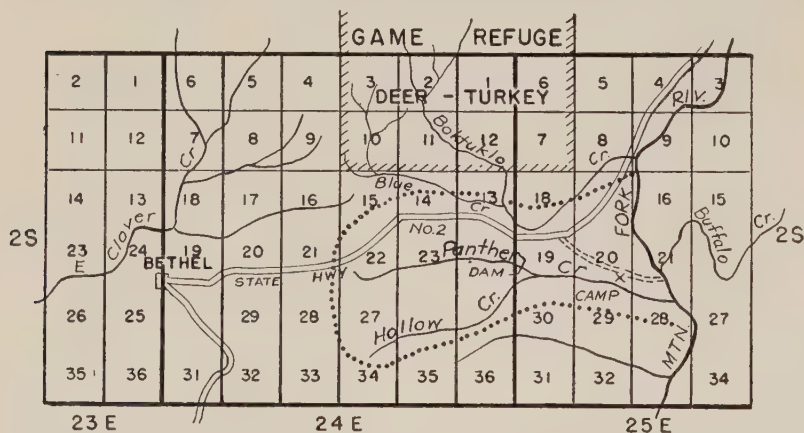 GAME REFUGE
2 1 6 5 4 3 2 1 6 5 4 3
DEER - TURKEY
RIV.
11 12 7 8 9 10 11 12 7 8 9 10
Cr Boktuklo Cr.
14 13 18 17 16 15 14 13 18 16 15
Blue Cr
Clover No. 2 FORK Buffalo Cr.
2S 2S
23 24 19 20 21 22 23 19 20 21
E BETHEL Panther
STATE HWY DAM Cr X
26 25 29 28 27 30 29 28 27
Hollow Cr. CAMP
MTN.
35 36 31 32 33 34 35 36 31 32 34
23 E 24 E 25 E